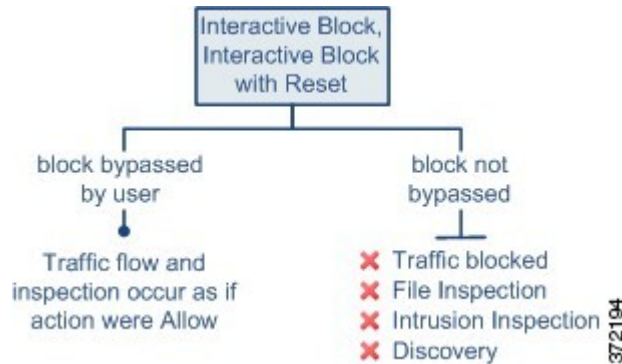 Interactive Block,
Interactive Block
with Reset
block bypassed
by user
block not
bypassed
Traffic flow and
inspection occur as if
action were Allow
Traffic blocked
File Inspection
Intrusion Inspection
Discovery
372194